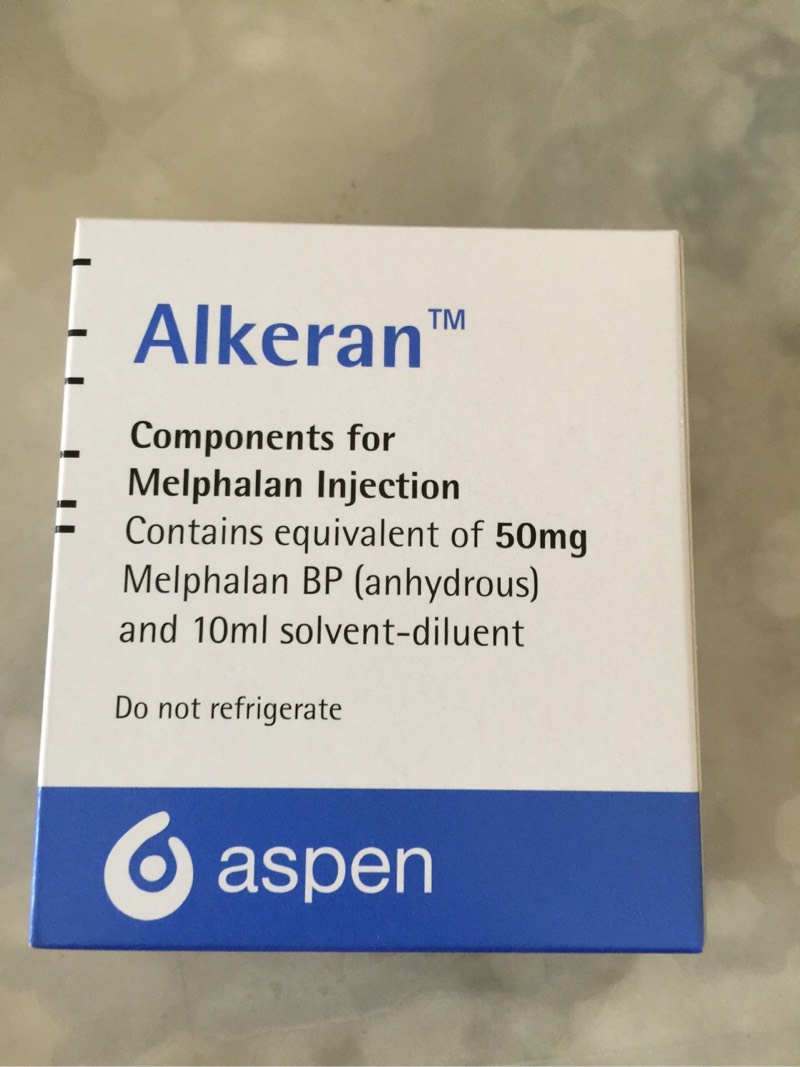 Alkeran™
Components for
Melphalan Injection
Contains equivalent of 50mg
Melphalan BP (anhydrous)
and 10ml solvent-diluent
Do not refrigerate
aspen